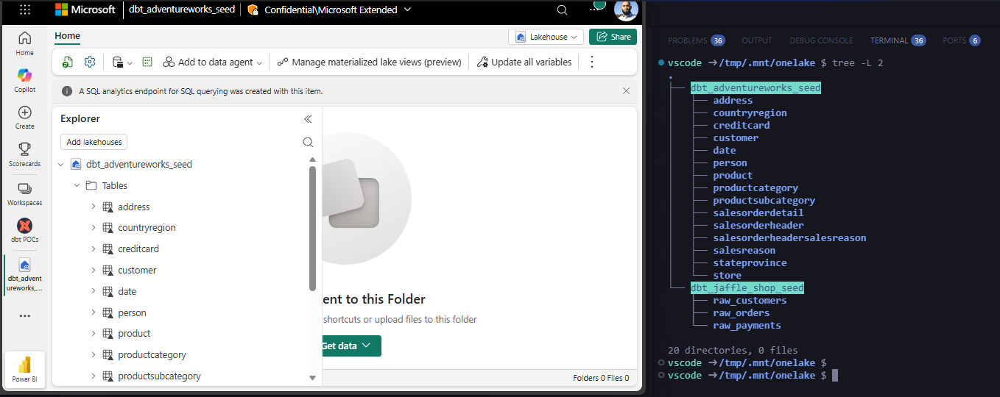 Microsoft
dbt_adventureworks_seed
Confidential\Microsoft Extended
Home
Home
Copilot
Create
Scorecards
Workspaces
dbt POCs
dbt_advent
ureworks_...
Power BI
Lakehouse
Share
Add to data agent
Manage materialized lake views (preview)
Update all variables
A SQL analytics endpoint for SQL querying was created with this item.
Explorer
Add lakehouses
dbt_adventureworks_seed
Tables
address
countryregion
creditcard
customer
date
person
product
productcategory
productsubcategory
ent to this Folder
shortcuts or upload files to this folder
Get data
Folders 0 Files 0
PROBLEMS 36 OUTPUT DEBUG CONSOLE TERMINAL 36 PORTS 6
vscode ➜/tmp/.mnt/onelake $ tree -L 2
.
├── dbt_adventureworks_seed
│   ├── address
│   ├── countryregion
│   ├── creditcard
│   ├── customer
│   ├── date
│   ├── person
│   ├── product
│   ├── productcategory
│   ├── productsubcategory
│   ├── salesorderdetail
│   ├── salesorderheader
│   ├── salesorderheadersalesreason
│   ├── salesreason
│   ├── stateprovince
│   └── store
└── dbt_jaffle_shop_seed
    ├── raw_customers
    ├── raw_orders
    └── raw_payments
20 directories, 0 files
vscode ➜/tmp/.mnt/onelake $
vscode ➜/tmp/.mnt/onelake $